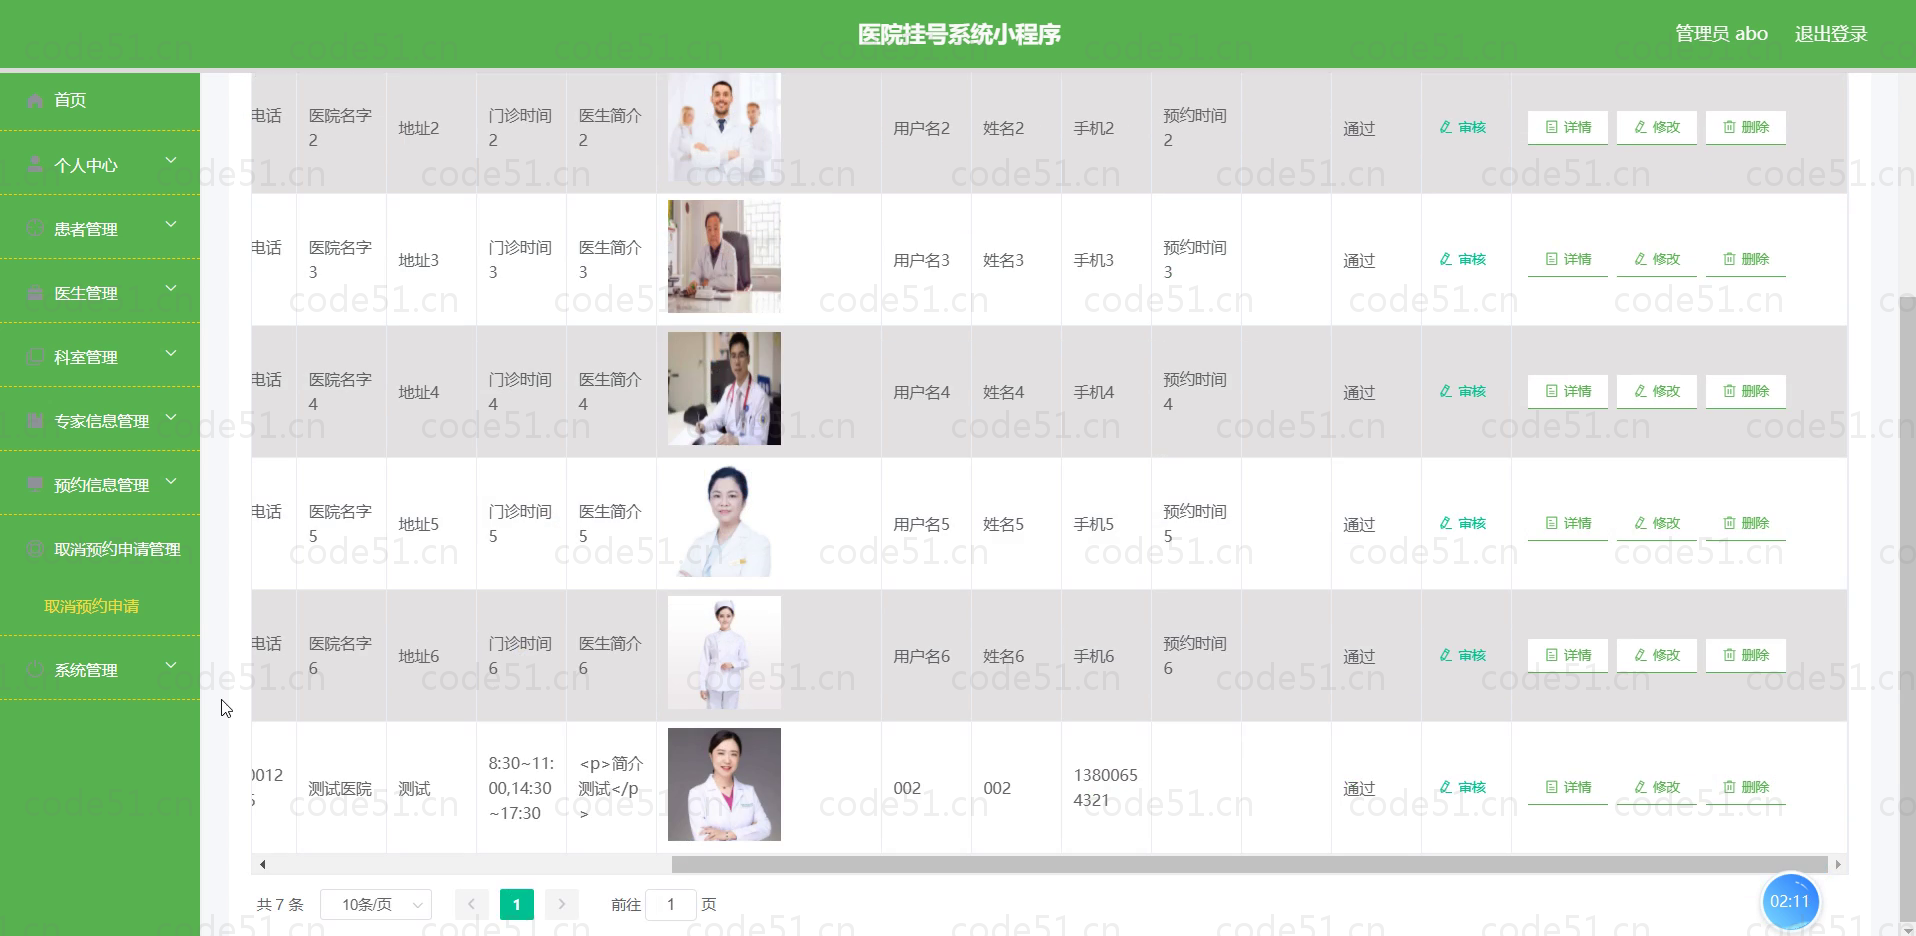 医院挂号系统小程序
管理员 abo
退出登录
首页
个人中心
患者管理
医生管理
科室管理
专家信息管理
预约信息管理
取消预约申请管理
取消预约申请
系统管理
电话 医院名字2 地址2 门诊时间2 医生简介2 用户名2 姓名2 手机2 预约时间2 通过 审核 详情 修改 删除
电话 医院名字3 地址3 门诊时间3 医生简介3 用户名3 姓名3 手机3 预约时间3 通过 审核 详情 修改 删除
电话 医院名字4 地址4 门诊时间4 医生简介4 用户名4 姓名4 手机4 预约时间4 通过 审核 详情 修改 删除
电话 医院名字5 地址5 门诊时间5 医生简介5 用户名5 姓名5 手机5 预约时间5 通过 审核 详情 修改 删除
电话 医院名字6 地址6 门诊时间6 医生简介6 用户名6 姓名6 手机6 预约时间6 通过 审核 详情 修改 删除
0012 测试医院 测试 8:30~11:00,14:30~17:30 <p>简介测试</p> 002 002 13800654321 通过 审核 详情 修改 删除
共 7 条 10条/页 1 前往 1 页
02:11
code51.cn